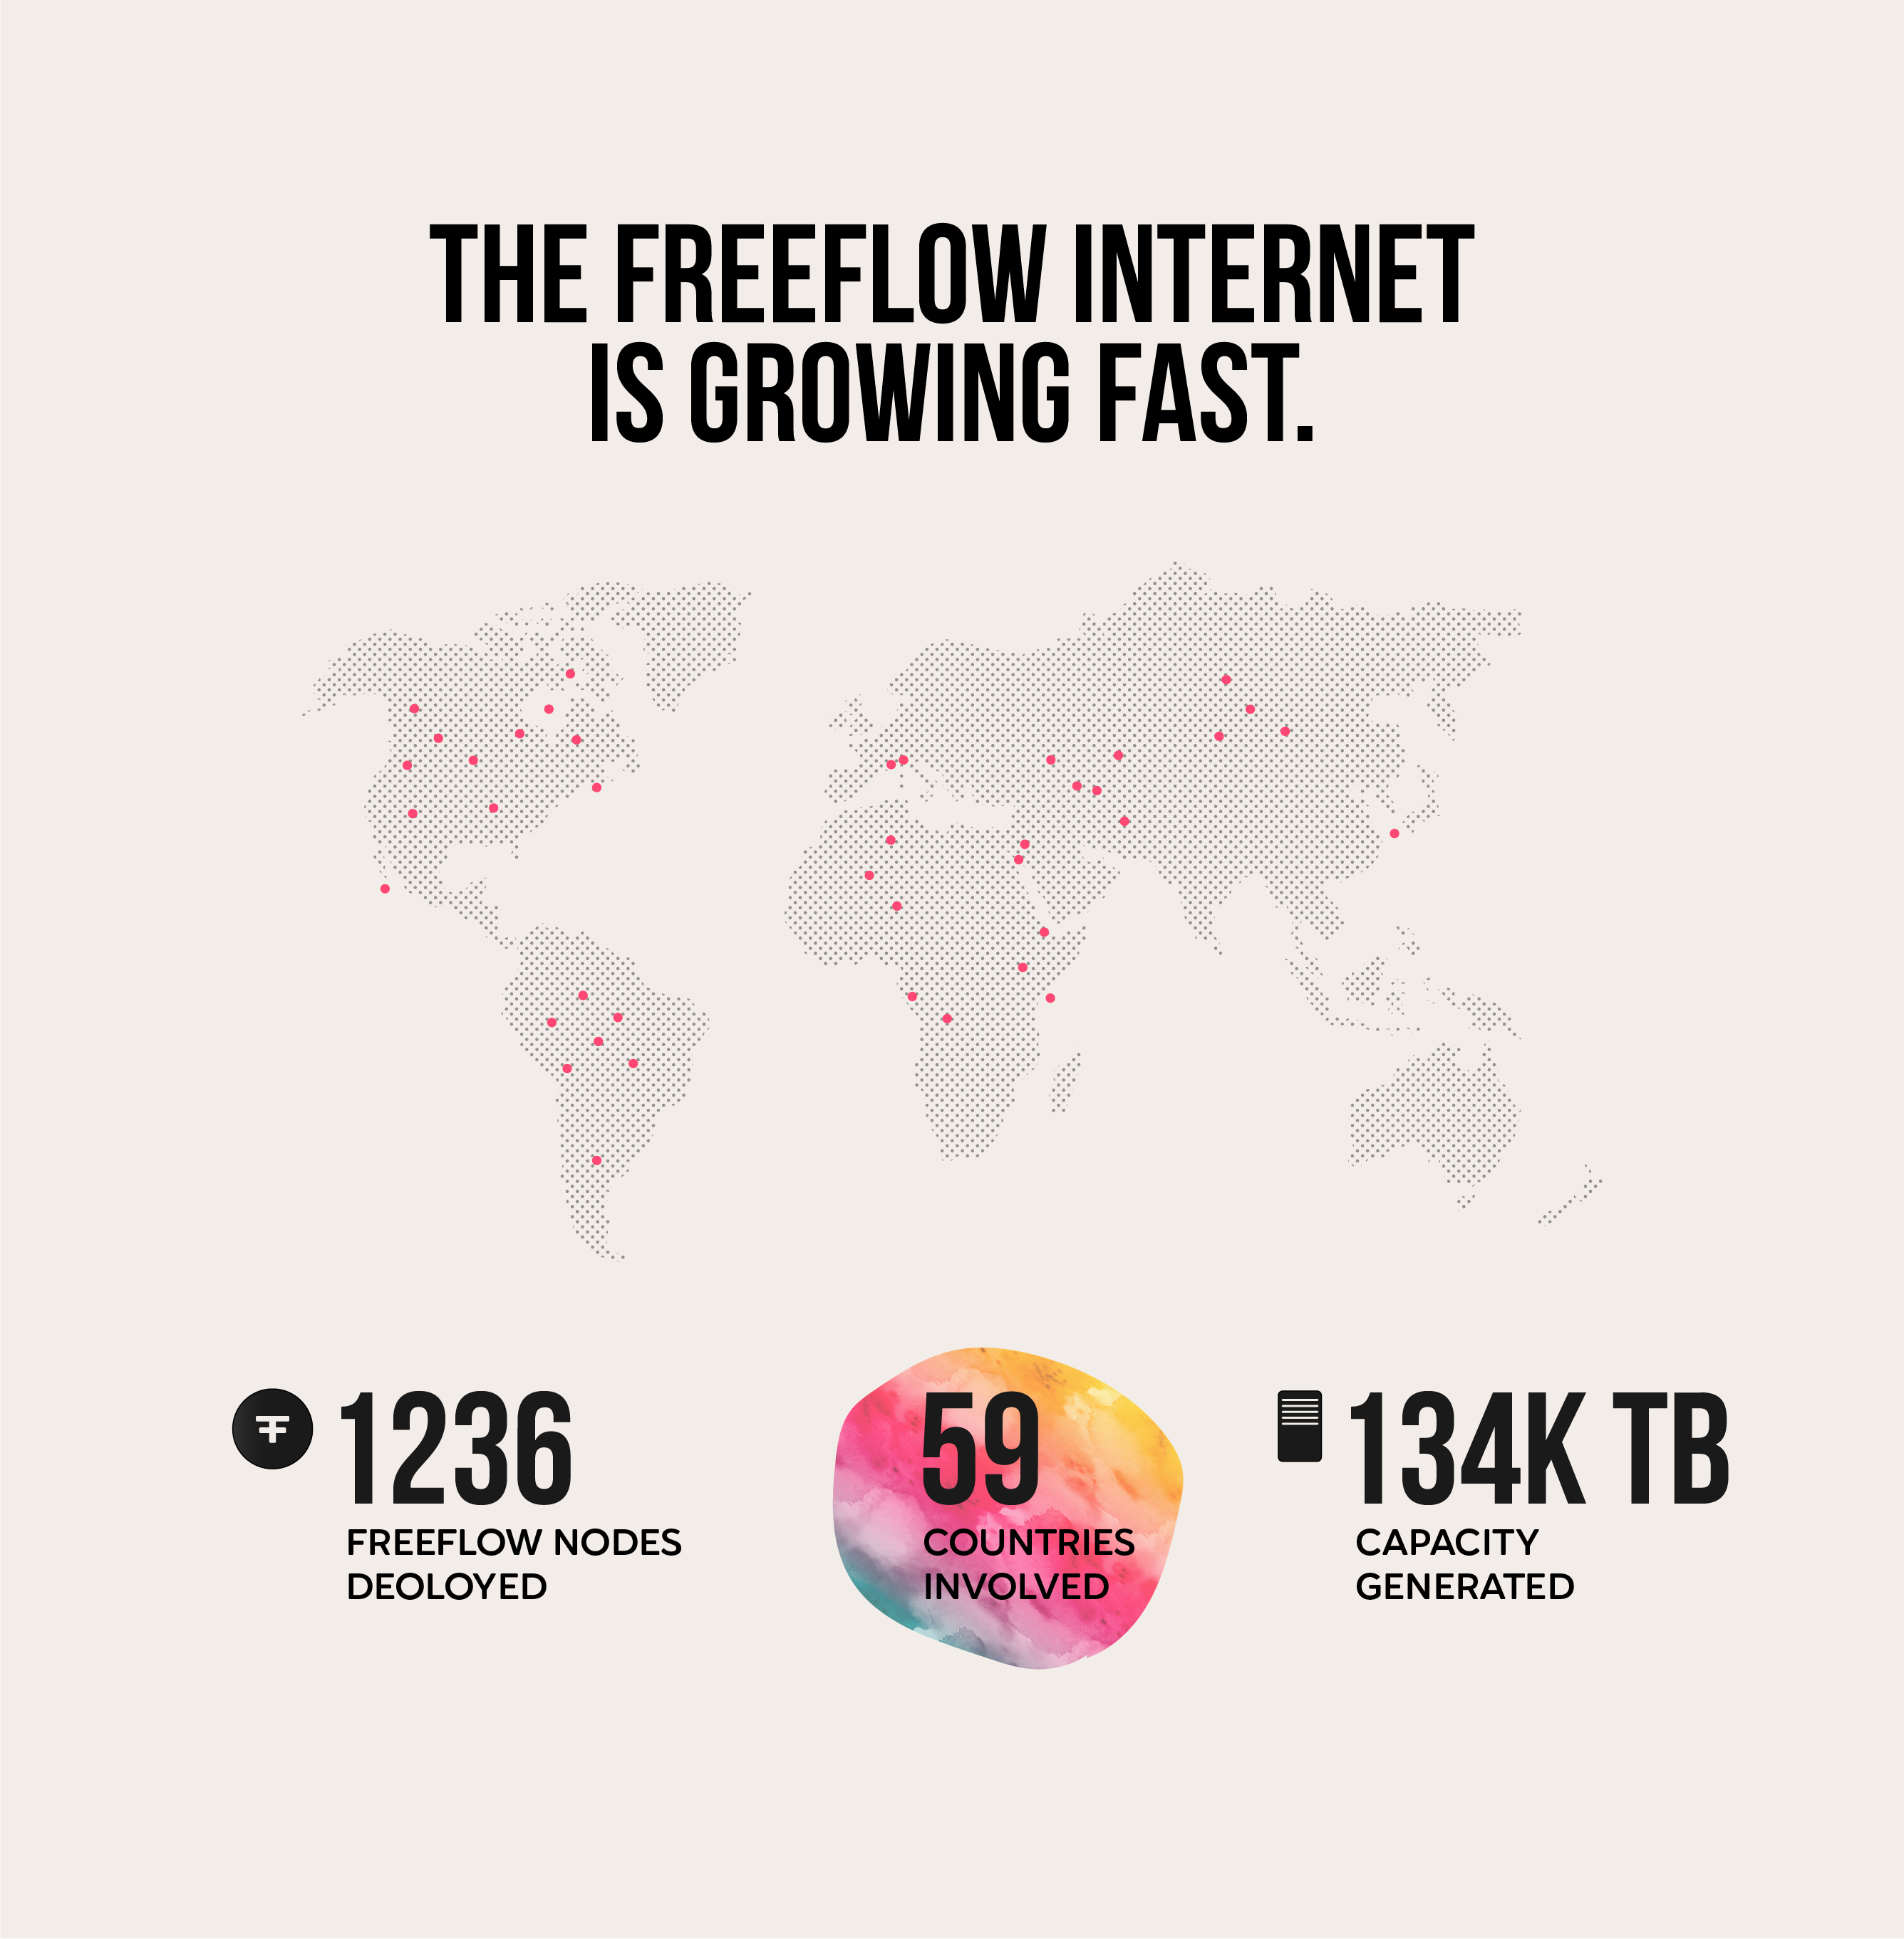 THE FREEFLOW INTERNET
IS GROWING FAST.
1236
FREEFLOW NODES
DEOLOYED
59
COUNTRIES
INVOLVED
134K TB
CAPACITY
GENERATED